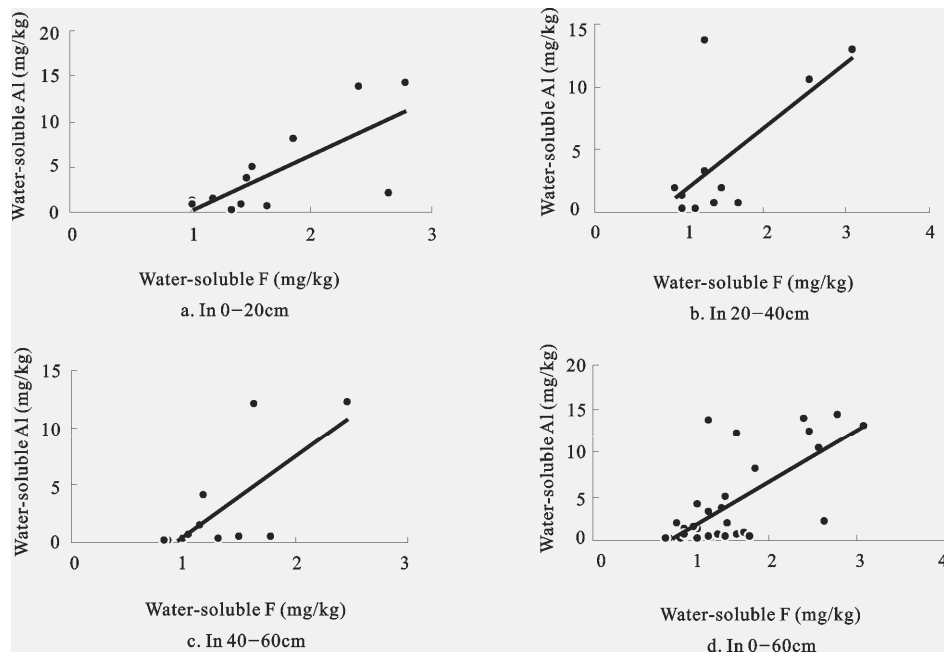 Water-soluble Al (mg/kg)
20
15
10
5
0
0 1 2 3
Water-soluble F (mg/kg)
a. In 0−20cm
Water-soluble Al (mg/kg)
15
10
5
0
0 1 2 3 4
Water-soluble F (mg/kg)
b. In 20−40cm
Water-soluble Al (mg/kg)
15
10
5
0
0 1 2 3
Water-soluble F (mg/kg)
c. In 40−60cm
Water-soluble Al (mg/kg)
20
15
10
5
0
0 1 2 3 4
Water-soluble F (mg/kg)
d. In 0−60cm